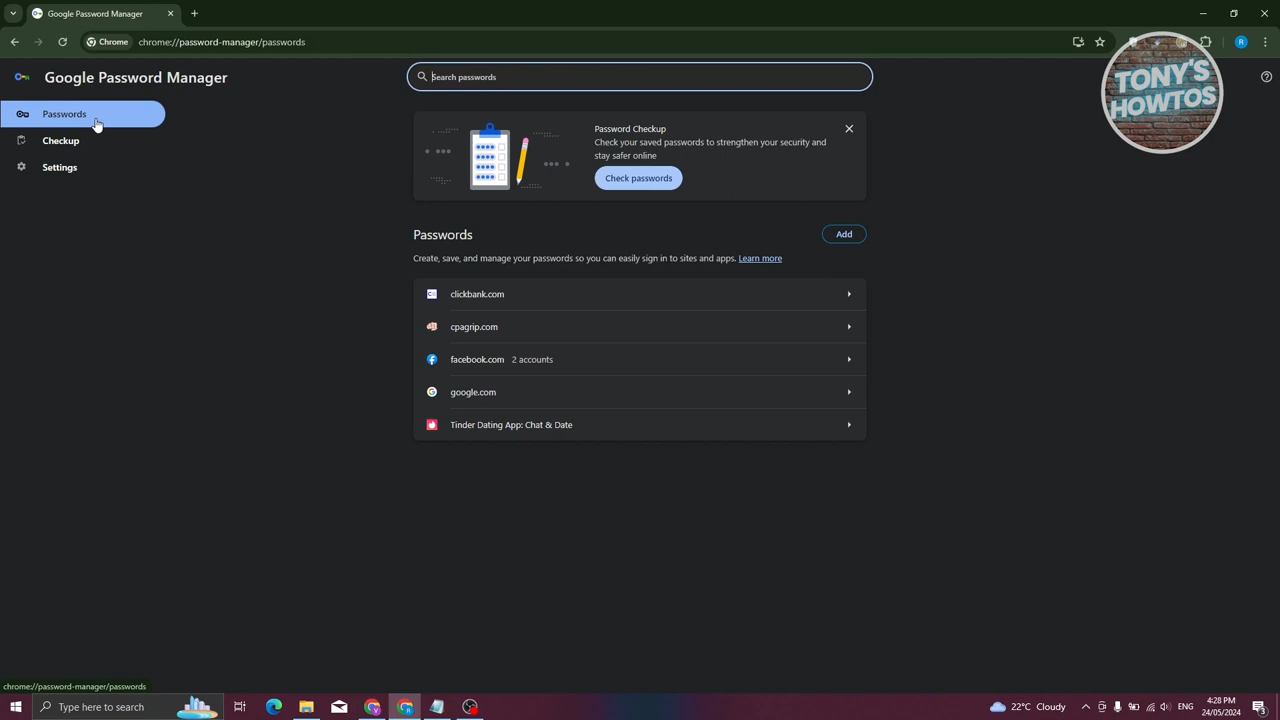 Google Password Manager
Chrome
chrome://password-manager/passwords
R
Google Password Manager
Search passwords
TONY'S
HOWTOS
Passwords
Checkup
Settings
Password Checkup
Check your saved passwords to strengthen your security and
stay safer online
Check passwords
Passwords
Add
Create, save, and manage your passwords so you can easily sign in to sites and apps. Learn more
clickbank.com
cpagrip.com
facebook.com 2 accounts
google.com
Tinder Dating App: Chat & Date
chrome://password-manager/passwords
Type here to search
22°C Cloudy
ENG
4:28 PM
24/05/2024